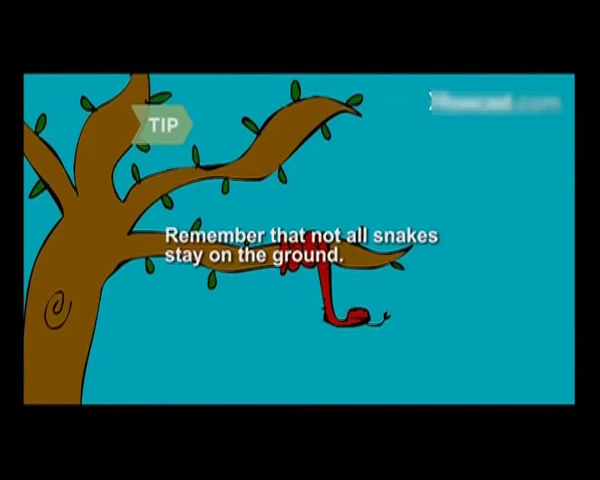 TIP
Remember that not all snakes
stay on the ground.